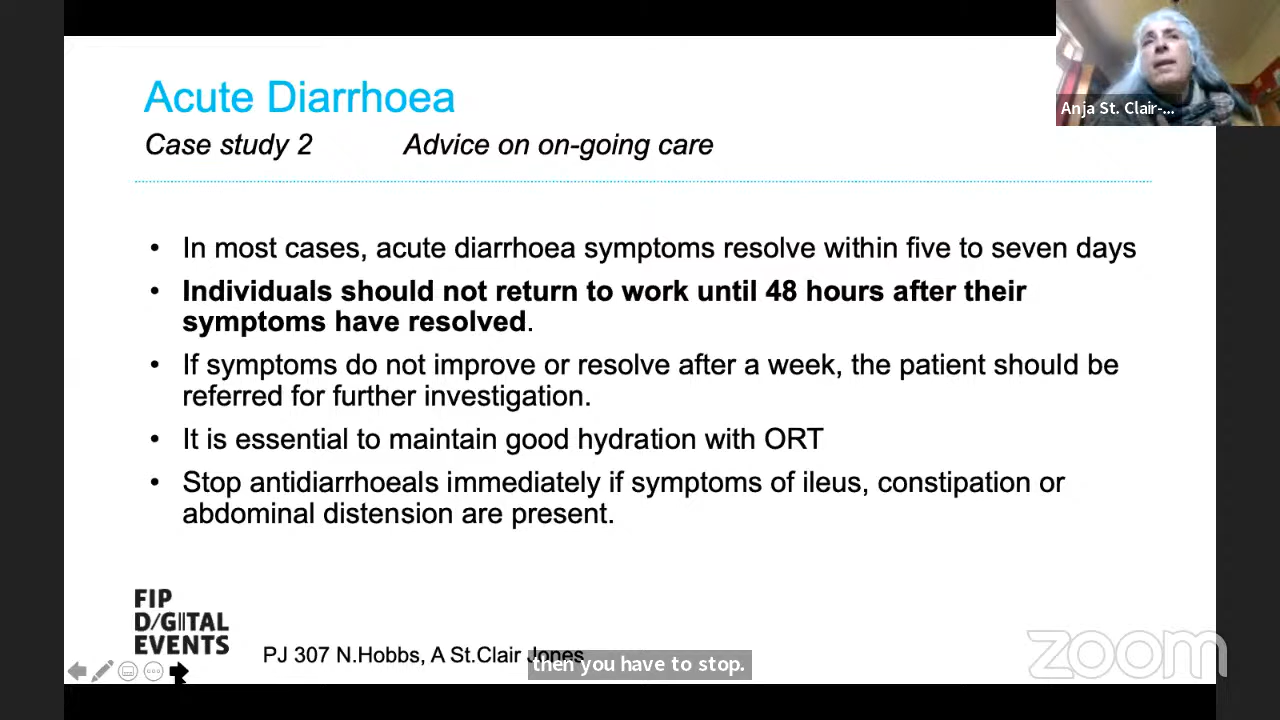 Anja St. Clair-...
Acute Diarrhoea
Case study 2 Advice on on-going care
• In most cases, acute diarrhoea symptoms resolve within five to seven days
• Individuals should not return to work until 48 hours after their
symptoms have resolved.
• If symptoms do not improve or resolve after a week, the patient should be
referred for further investigation.
• It is essential to maintain good hydration with ORT
• Stop antidiarrhoeals immediately if symptoms of ileus, constipation or
abdominal distension are present.
FIP
D/GITAL
EVENTS
PJ 307 N.Hobbs, A St.Clair Jones
then you have to stop.
zoom